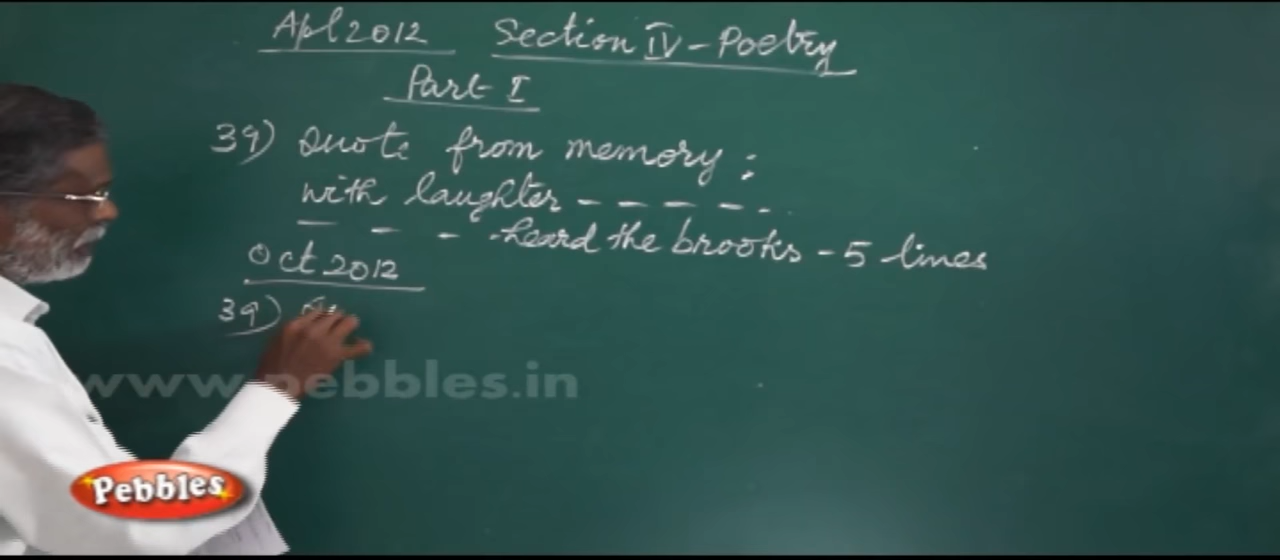 Apl 2012 Section IV - Poetry
Part-I
39) Quote from memory :
with laughter - - - - - .
- - - . heard the brooks - 5 lines
Oct 2012
39)
www.pebbles.in
Pebbles